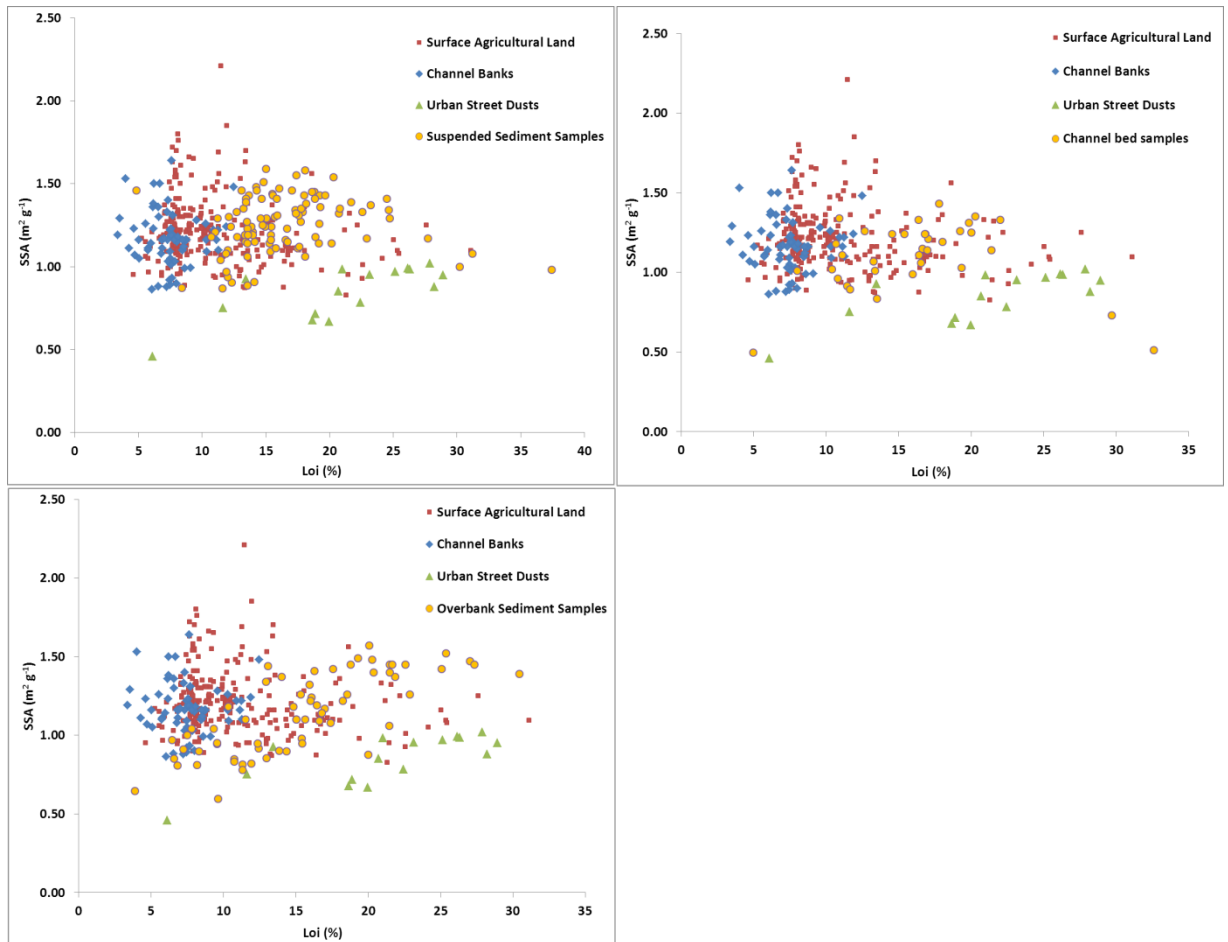 2.50
2.00
1.50
1.00
0.50
0.00
SSA (m² g⁻¹)
Surface Agricultural Land
Channel Banks
Urban Street Dusts
Suspended Sediment Samples
0 5 10 15 20 25 30 35 40
Loi (%)
2.50
2.00
1.50
1.00
0.50
0.00
SSA (m² g⁻¹)
Surface Agricultural Land
Channel Banks
Urban Street Dusts
Channel bed samples
0 5 10 15 20 25 30 35
Loi (%)
2.50
2.00
1.50
1.00
0.50
0.00
SSA (m² g⁻¹)
Surface Agricultural Land
Channel Banks
Urban Street Dusts
Overbank Sediment Samples
0 5 10 15 20 25 30 35
Loi (%)